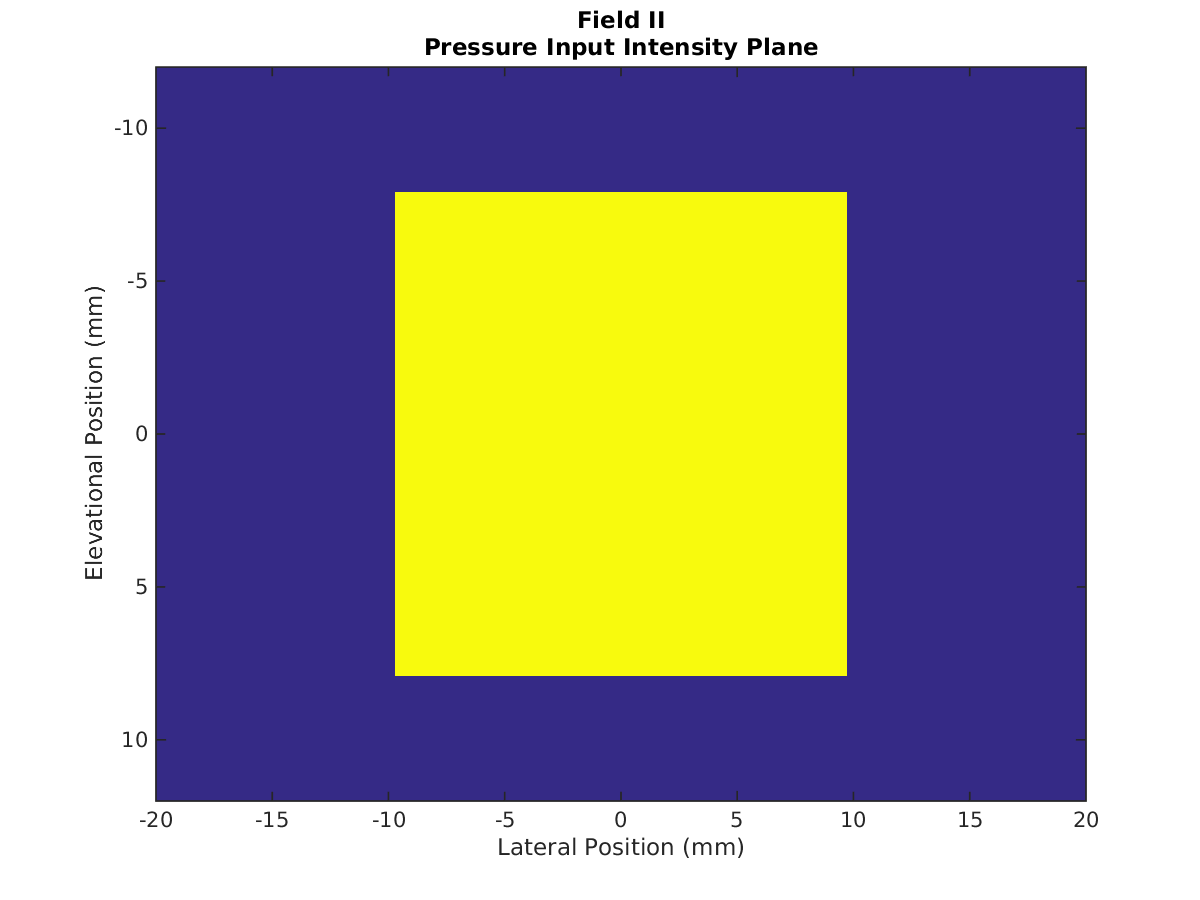 Field II
Pressure Input Intensity Plane
-10
-5
0
5
10
Elevational Position (mm)
-20 -15 -10 -5 0 5 10 15 20
Lateral Position (mm)